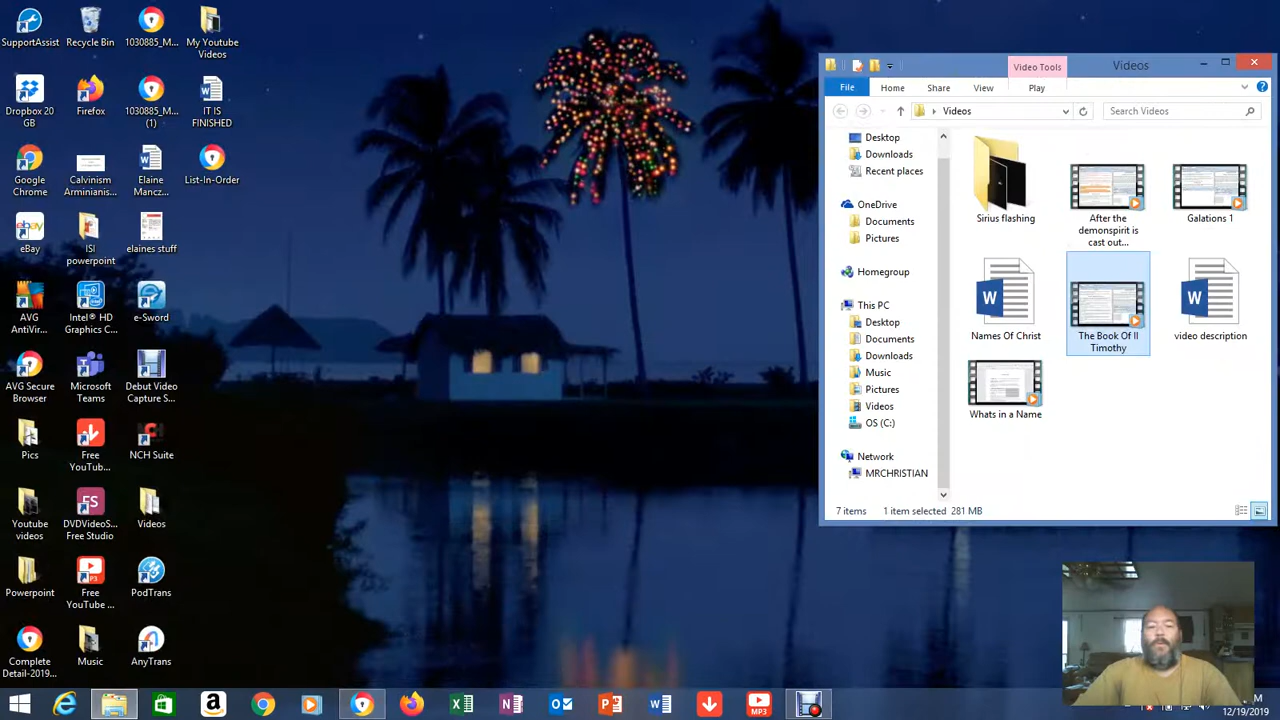 SupportAssist
Recycle Bin
1030885_M...
My Youtube
Videos
Dropbox 20
GB
Firefox
1030885_M...
(1)
IT IS
FINISHED
Google
Chrome
Calvinism
Arminianis...
Elaine
Mancz...
List-In-Order
eBay
ISI
powerpoint
elaines stuff
AVG
AntiVir...
Intel® HD
Graphics C...
e-Sword
AVG Secure
Browser
Microsoft
Teams
Debut Video
Capture S...
Pics
Free
YouTu...
NCH Suite
Youtube
videos
DVDVideoS...
Free Studio
Videos
Powerpoint
Free
YouTube ...
PodTrans
Complete
Detail-2019...
Music
AnyTrans
Video Tools
Videos
File
Home
Share
View
Play
Videos
Search Videos
Desktop
Downloads
Recent places
OneDrive
Documents
Pictures
Homegroup
This PC
Desktop
Documents
Downloads
Music
Pictures
Videos
OS (C:)
Network
MRCHRISTIAN
Sirius flashing
After the
demonspirit is
cast out...
Galations 1
Names Of Christ
The Book Of II
Timothy
video description
Whats in a Name
7 items
1 item selected 281 MB
12/19/2019